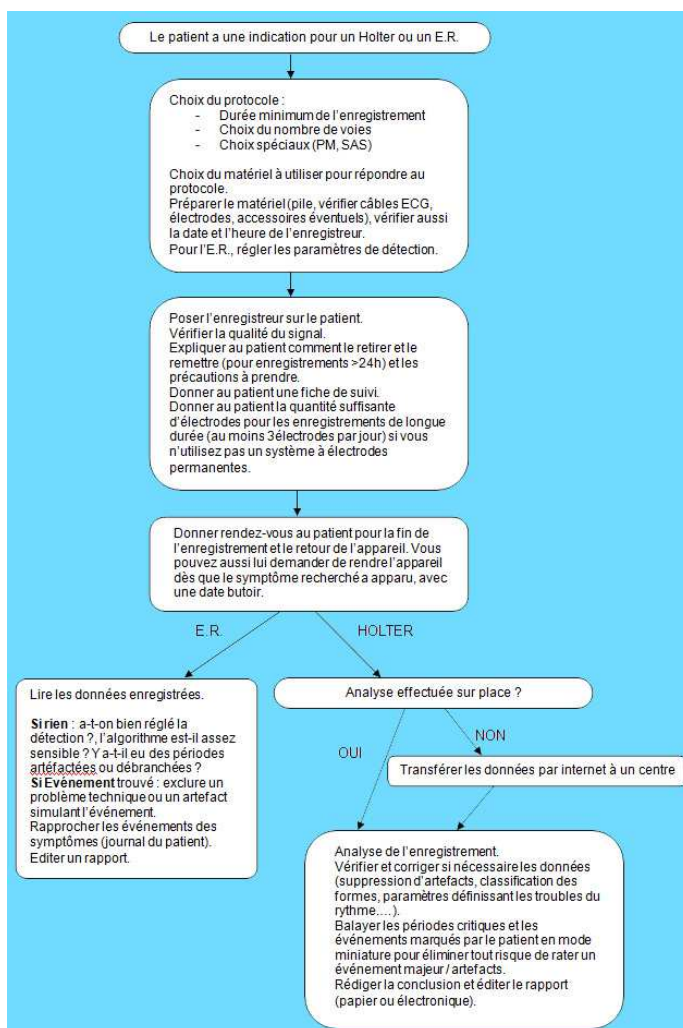 Le patient a une indication pour un Holter ou un E.R.
Choix du protocole :
- Durée minimum de l'enregistrement
- Choix du nombre de voies
- Choix spéciaux (PM, SAS)
Choix du matériel à utiliser pour répondre au
protocole.
Préparer le matériel (pile, vérifier câbles ECG,
électrodes, accessoires éventuels), vérifier aussi
la date et l'heure de l'enregistreur.
Pour l'E.R., régler les paramètres de détection.
Poser l'enregistreur sur le patient.
Vérifier la qualité du signal.
Expliquer au patient comment le retirer et le
remettre (pour enregistrements >24h) et les
précautions à prendre.
Donner au patient une fiche de suivi.
Donner au patient la quantité suffisante
d'électrodes pour les enregistrements de longue
durée (au moins 3électrodes par jour) si vous
n'utilisez pas un système à électrodes
permanentes.
Donner rendez-vous au patient pour la fin de
l'enregistrement et le retour de l'appareil. Vous
pouvez aussi lui demander de rendre l'appareil
dès que le symptôme recherché a apparu, avec
une date butoir.
E.R.
HOLTER
Lire les données enregistrées.
Si rien : a-t-on bien réglé la
détection ?, l'algorithme est-il assez
sensible ? Y a-t-il eu des périodes
artéfactées ou débranchées ?
Si Evénement trouvé : exclure un
problème technique ou un artefact
simulant l'événement.
Rapprocher les événements des
symptômes (journal du patient).
Editer un rapport.
Analyse effectuée sur place ?
OUI
NON
Transférer les données par internet à un centre
Analyse de l'enregistrement.
Vérifier et corriger si nécessaire les données
(suppression d'artefacts, classification des
formes, paramètres définissant les troubles du
rythme....).
Balayer les périodes critiques et les
événements marqués par le patient en mode
miniature pour éliminer tout risque de rater un
événement majeur / artefacts.
Rédiger la conclusion et éditer le rapport
(papier ou électronique).